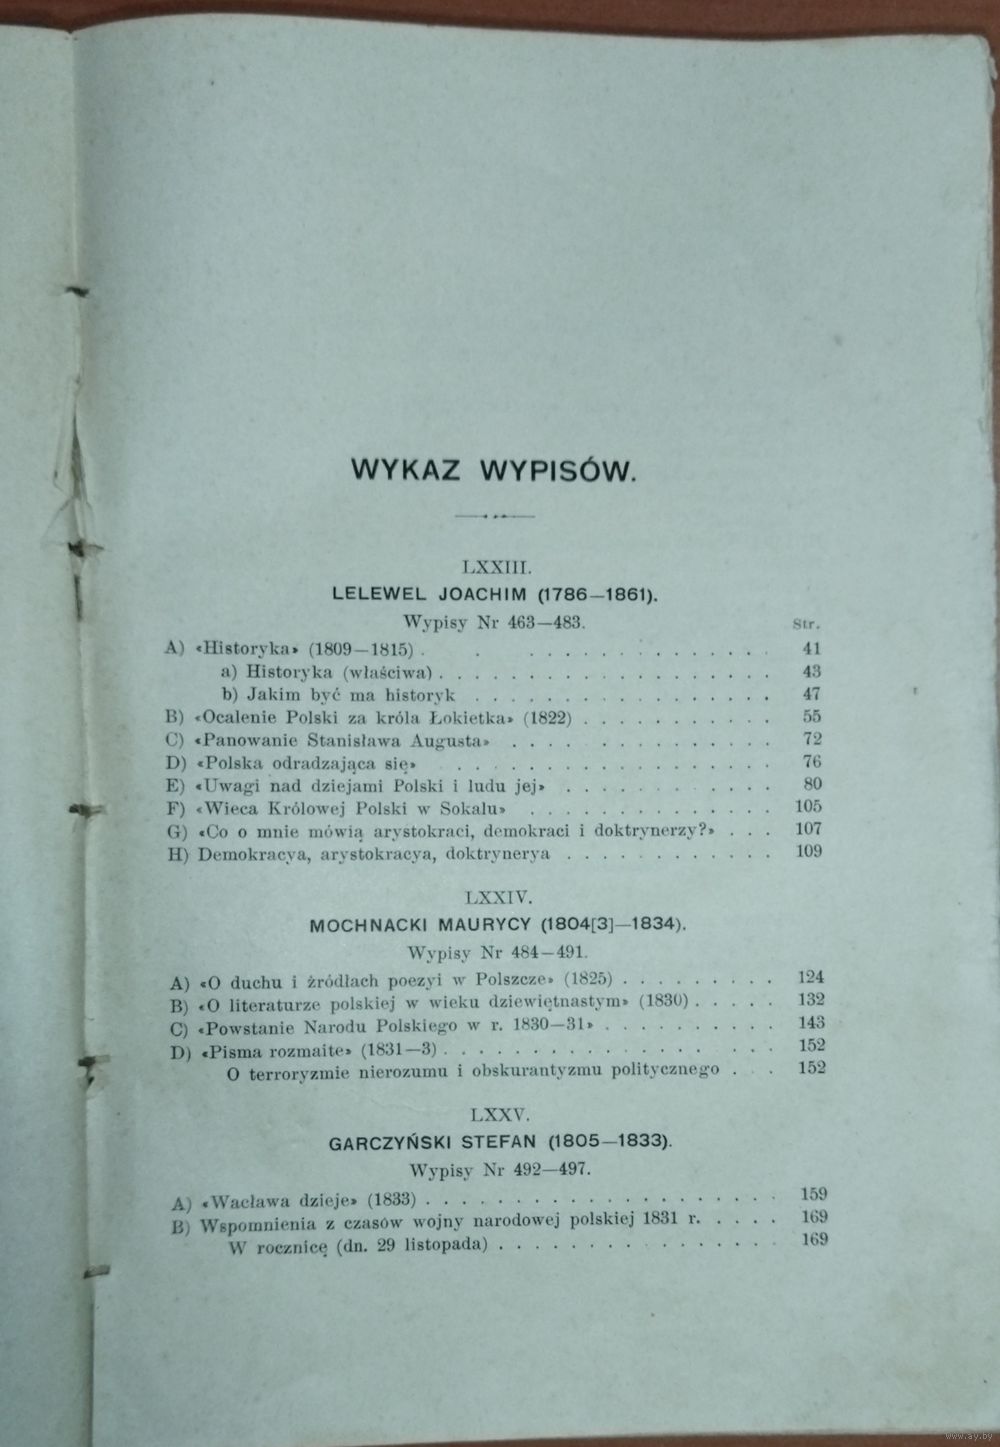 WYKAZ WYPISÓW.
LXXIII.
LELEWEL JOACHIM (1786—1861).
Wypisy Nr 463—483.
Str.
A) «Historyka» (1809—1815) . . . . . . . . . . . . 41
a) Historyka (właściwa) . . . . . . . . . . . . . . . . . . 43
b) Jakim być ma historyk . . . . . . . . . . . . . . . . 47
B) «Ocalenie Polski za króla Łokietka» (1822) . . . . . . . . . . . 55
C) «Panowanie Stanisława Augusta» . . . . . . . . . . . . . . 72
D) «Polska odradzająca się» . . . . . . . . . . . . . . . . 76
E) «Uwagi nad dziejami Polski i ludu jej» . . . . . . . . . . . 80
F) «Wieca Królowej Polski w Sokalu» . . . . . . . . . . . . . 105
G) «Co o mnie mówią arystokraci, demokraci i doktrynerzy?» . . . 107
H) Demokracya, arystokracya, doktrynerya . . . . . . . . . . . . 109
LXXIV.
MOCHNACKI MAURYCY (1804[3]—1834).
Wypisy Nr 484—491.
A) «O duchu i źródłach poezyi w Polszcze» (1825) . . . . . . . . . 124
B) «O literaturze polskiej w wieku dziewiętnastym» (1830) . . . . . 132
C) «Powstanie Narodu Polskiego w r. 1830—31» . . . . . . . . . . 143
D) «Pisma rozmaite» (1831—3) . . . . . . . . . . . . . . . . 152
O terroryzmie nierozumu i obskurantyzmu politycznego . . . 152
LXXV.
GARCZYŃSKI STEFAN (1805—1833).
Wypisy Nr 492—497.
A) «Wacława dzieje» (1833) . . . . . . . . . . . . . . . . . . 159
B) Wspomnienia z czasów wojny narodowej polskiej 1831 r. . . . . 169
W rocznicę (dn. 29 listopada) . . . . . . . . . . . . . . . 169
www.ay.by